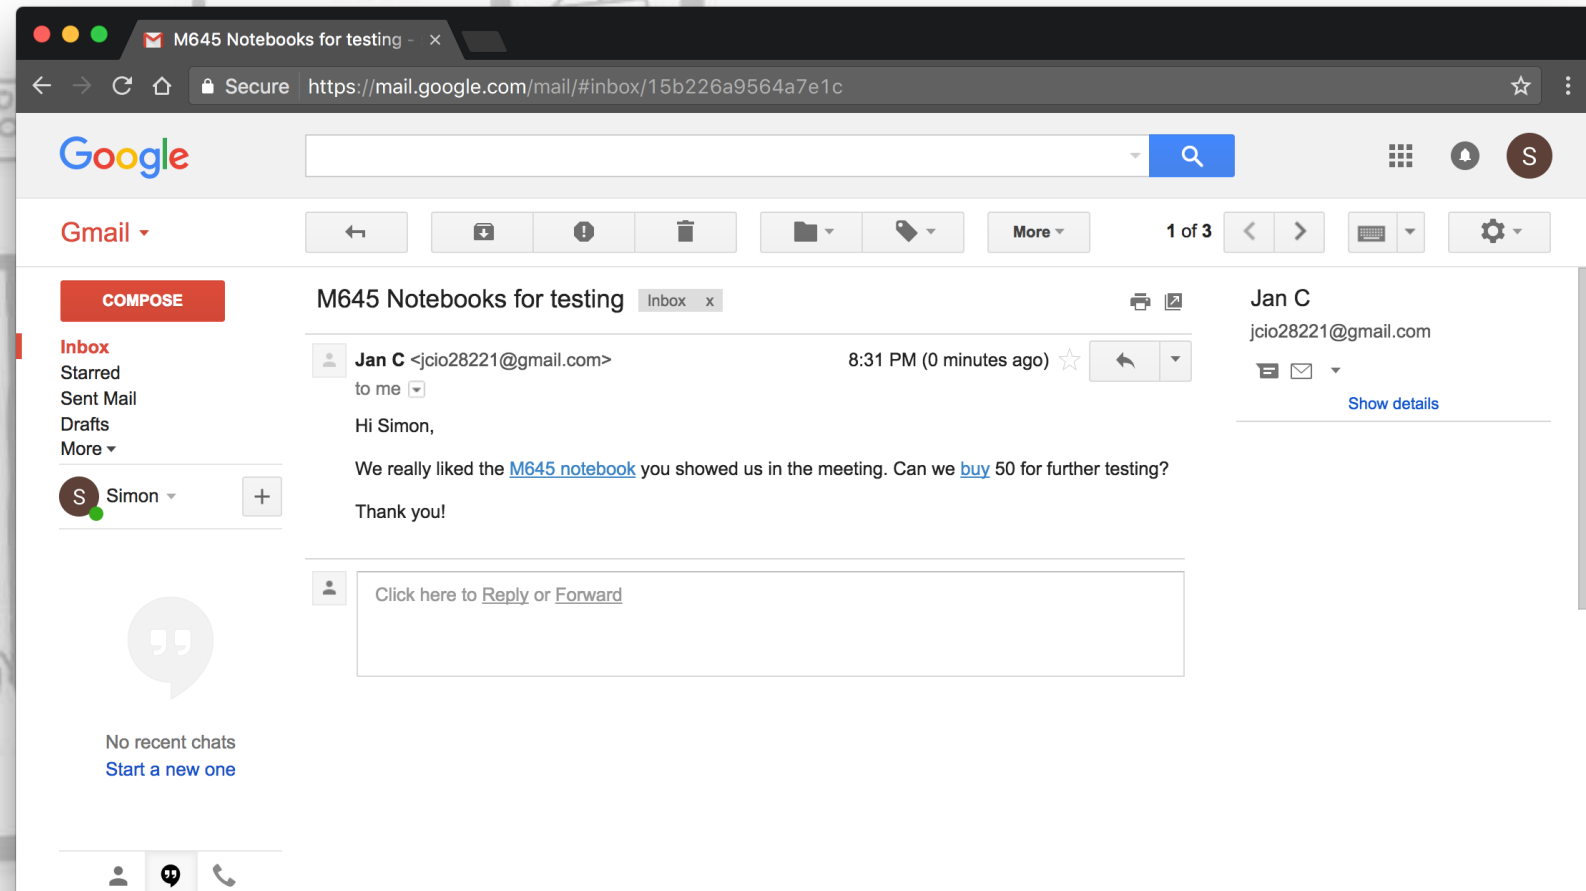 M645 Notebooks for testing -
Secure
https://mail.google.com/mail/#inbox/15b226a9564a7e1c
Google
S
Gmail
More
1 of 3
COMPOSE
Inbox
Starred
Sent Mail
Drafts
More
S
Simon
No recent chats
Start a new one
M645 Notebooks for testing
Inbox x
Jan C <jcio28221@gmail.com>
8:31 PM (0 minutes ago)
to me
Hi Simon,
We really liked the M645 notebook you showed us in the meeting. Can we buy 50 for further testing?
Thank you!
Click here to Reply or Forward
Jan C
jcio28221@gmail.com
Show details